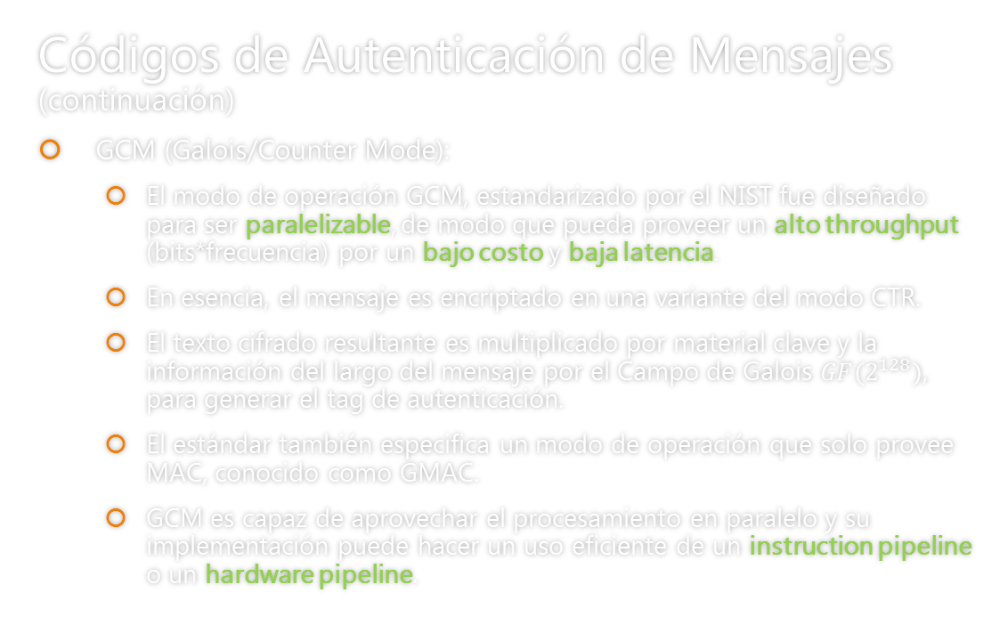 Códigos de Autenticación de Mensajes
(continuación)
GCM (Galois/Counter Mode):
El modo de operación GCM, estandarizado por el NIST fue diseñado
para ser paralelizable, de modo que pueda proveer un alto throughput
(bits*frecuencia) por un bajo costo y baja latencia.
En esencia, el mensaje es encriptado en una variante del modo CTR.
El texto cifrado resultante es multiplicado por material clave y la
información del largo del mensaje por el Campo de Galois GF(2^128),
para generar el tag de autenticación.
El estándar también especifica un modo de operación que solo provee
MAC, conocido como GMAC.
GCM es capaz de aprovechar el procesamiento en paralelo y su
implementación puede hacer un uso eficiente de un instruction pipeline
o un hardware pipeline.